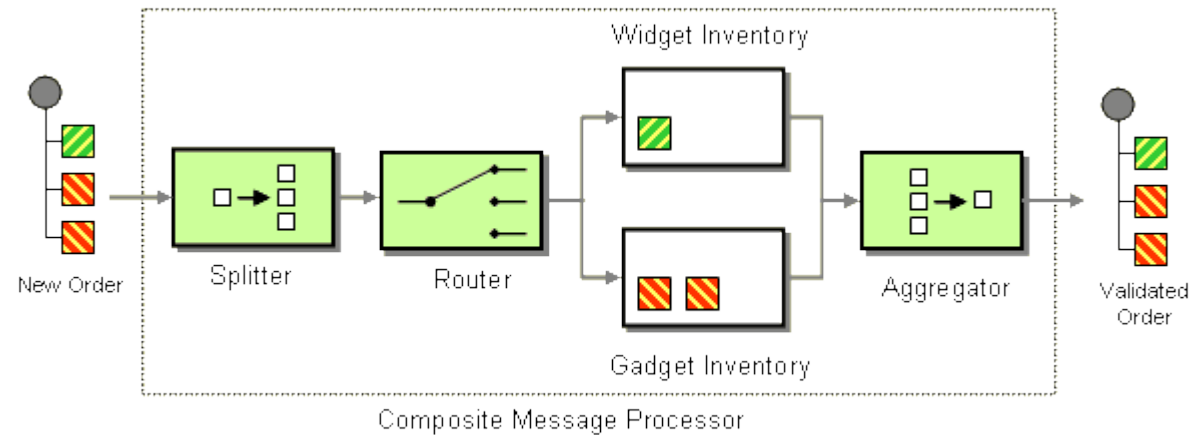 Widget Inventory
New Order
Splitter
Router
Aggregator
Validated
Order
Gadget Inventory
Composite Message Processor